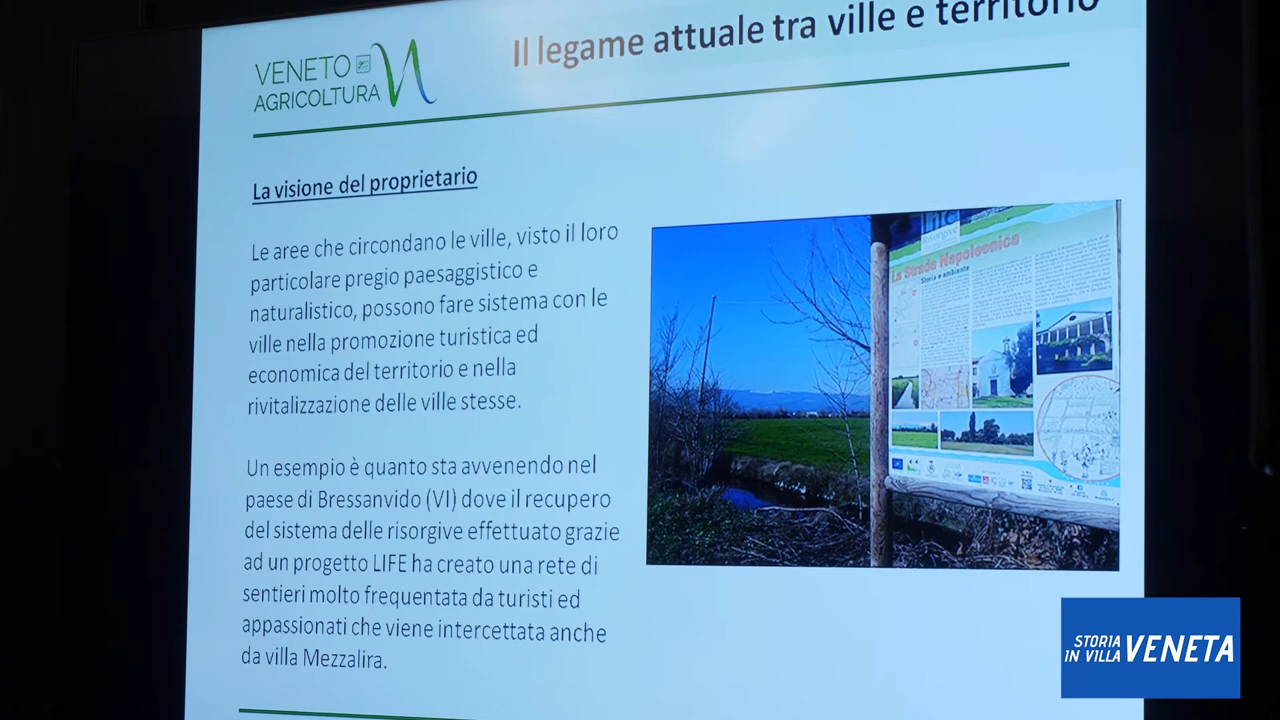 Il legame attuale tra ville e territorio
VENETO
AGRICOLTURA
La visione del proprietario
Le aree che circondano le ville, visto il loro
particolare pregio paesaggistico e
naturalistico, possono fare sistema con le
ville nella promozione turistica ed
economica del territorio e nella
rivitalizzazione delle ville stesse.
Un esempio è quanto sta avvenendo nel
paese di Bressanvido (VI) dove il recupero
del sistema delle risorgive effettuato grazie
ad un progetto LIFE ha creato una rete di
sentieri molto frequentata da turisti ed
appassionati che viene intercettata anche
da villa Mezzalira.
Risorgive
La Strada Napoleonica
Storia e ambiente
STORIA
IN VILLA
VENETA